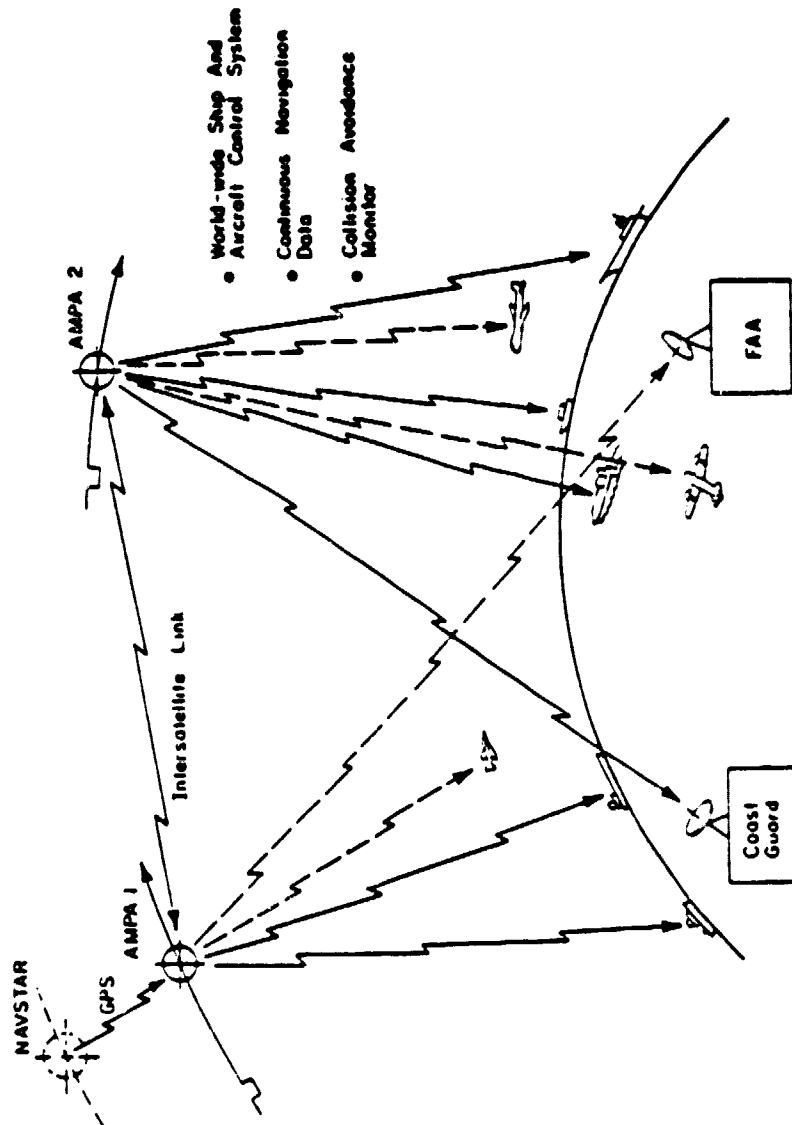 NAVSTAR
GPS
AMPA 1
Intersatellite Link
AMPA 2
• World-wide Ship And
Aircraft Control System
• Continuous Navigation
Data
• Collision Avoidance
Monitor
Coast
Guard
FAA